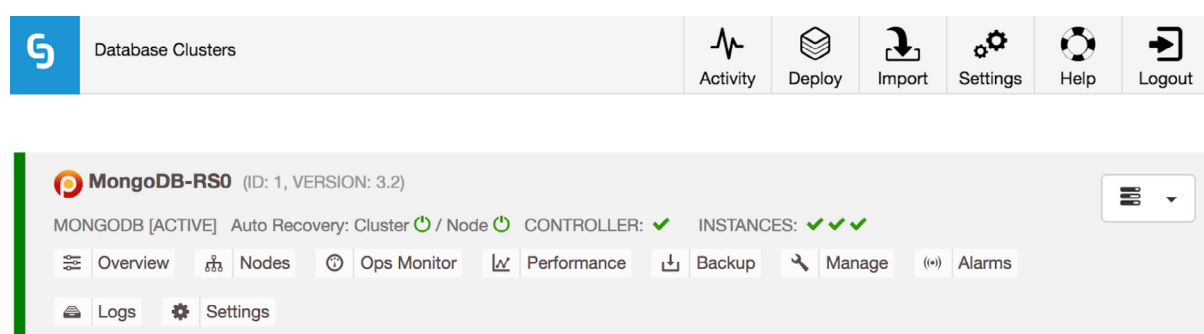 Database Clusters
Activity Deploy Import Settings Help Logout
MongoDB-RS0 (ID: 1, VERSION: 3.2)
MONGODB [ACTIVE] Auto Recovery: Cluster / Node CONTROLLER: INSTANCES:
Overview Nodes Ops Monitor Performance Backup Manage Alarms
Logs Settings